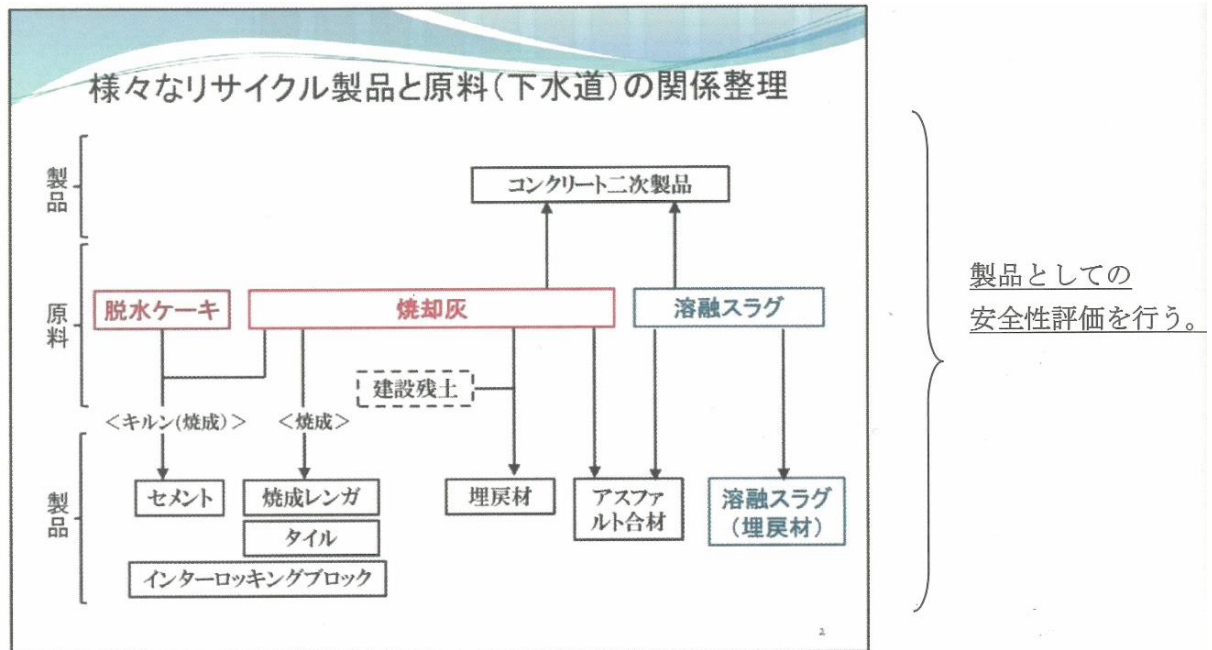 様々なリサイクル製品と原料(下水道)の関係整理
製品
コンクリート二次製品
原料
脱水ケーキ
焼却灰
溶融スラグ
建設残土
<キルン(焼成)>
<焼成>
製品
セメント
焼成レンガ
タイル
インターロッキングブロック
埋戻材
アスファ
ルト合材
溶融スラグ
(埋戻材)
2
製品としての
安全性評価を行う。